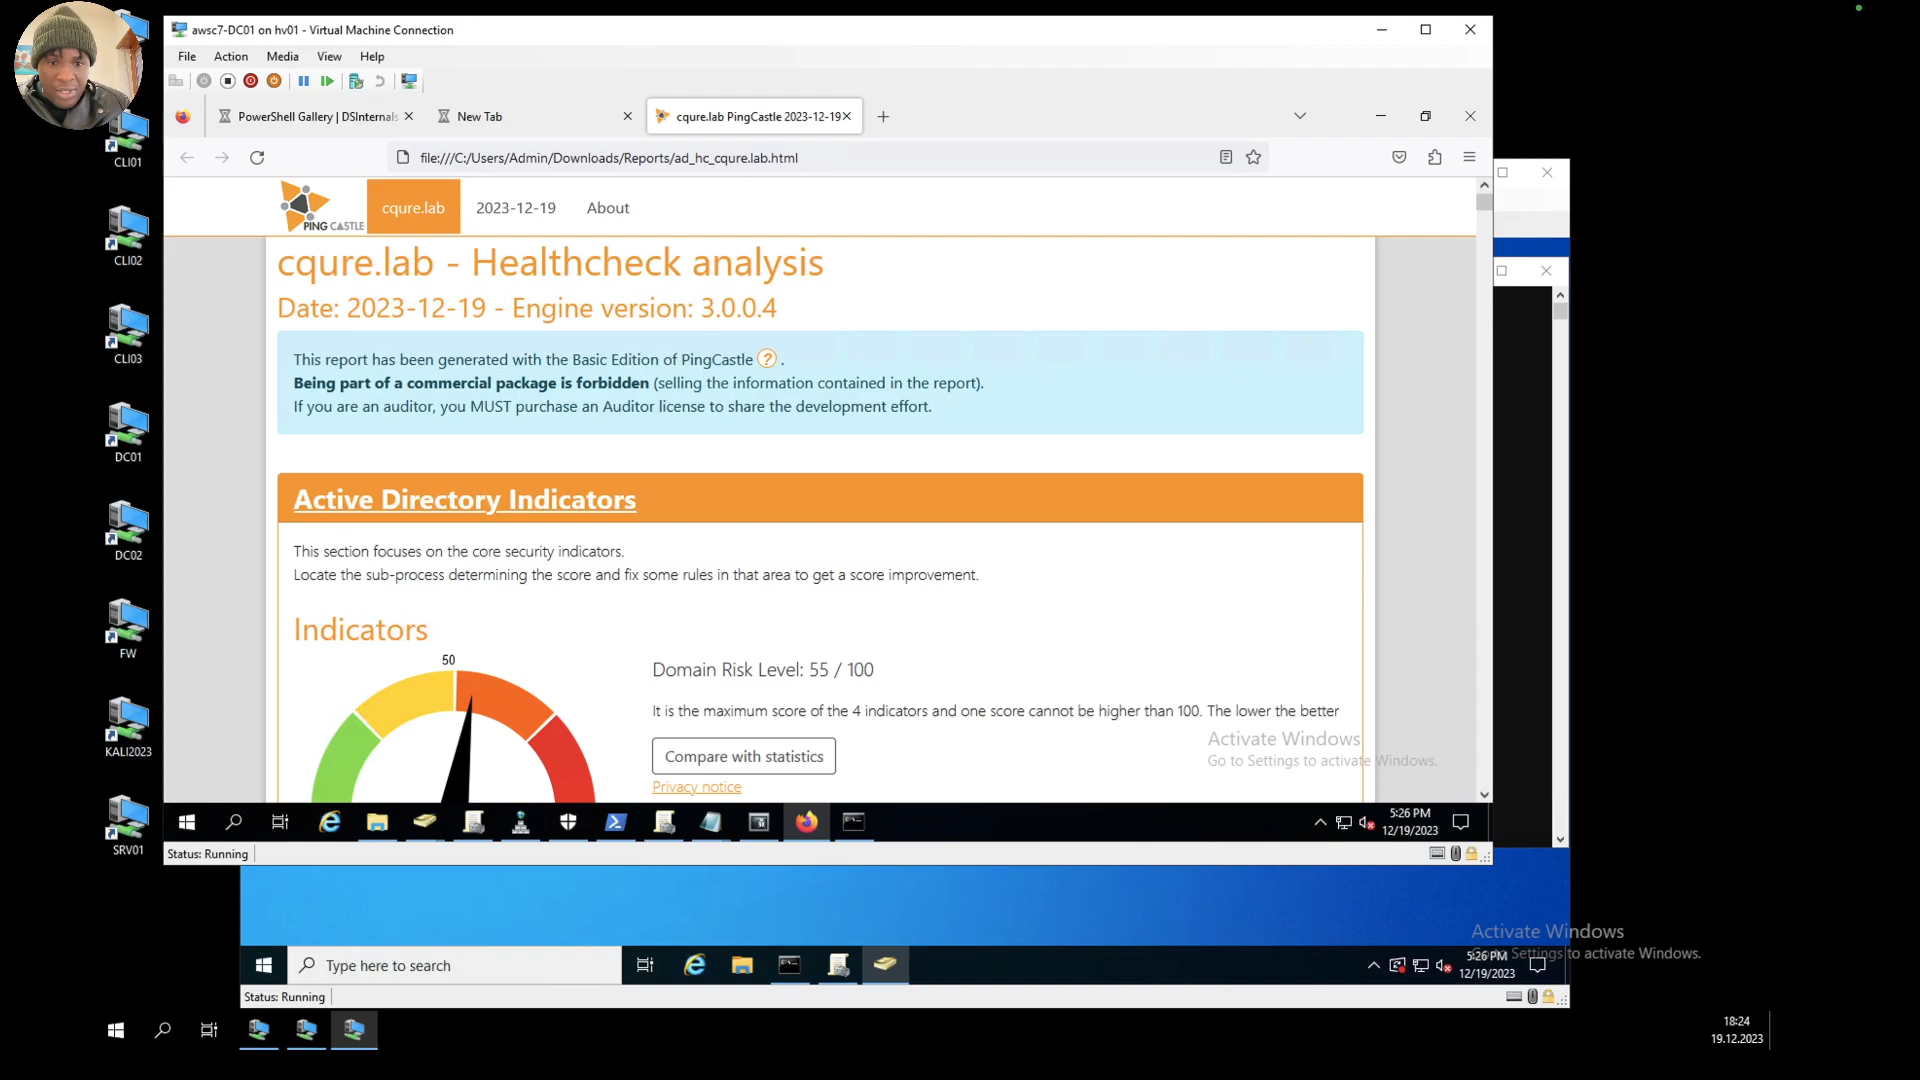 awsc7-DC01 on hv01 - Virtual Machine Connection
File Action Media View Help
PowerShell Gallery | DSInternals
New Tab
cqure.lab PingCastle 2023-12-19
file:///C:/Users/Admin/Downloads/Reports/ad_hc_cqure.lab.html
PING CASTLE
cqure.lab
2023-12-19
About
cqure.lab - Healthcheck analysis
Date: 2023-12-19 - Engine version: 3.0.0.4
This report has been generated with the Basic Edition of PingCastle ? .
Being part of a commercial package is forbidden (selling the information contained in the report).
If you are an auditor, you MUST purchase an Auditor license to share the development effort.
Active Directory Indicators
This section focuses on the core security indicators.
Locate the sub-process determining the score and fix some rules in that area to get a score improvement.
Indicators
50
Domain Risk Level: 55 / 100
It is the maximum score of the 4 indicators and one score cannot be higher than 100. The lower the better
Compare with statistics
Privacy notice
Activate Windows
Go to Settings to activate Windows.
5:26 PM
12/19/2023
Status: Running
CLI01
CLI02
CLI03
DC01
DC02
FW
KALI2023
SRV01
Activate Windows
Go to Settings to activate Windows.
Type here to search
5:26 PM
12/19/2023
Status: Running
18:24
19.12.2023